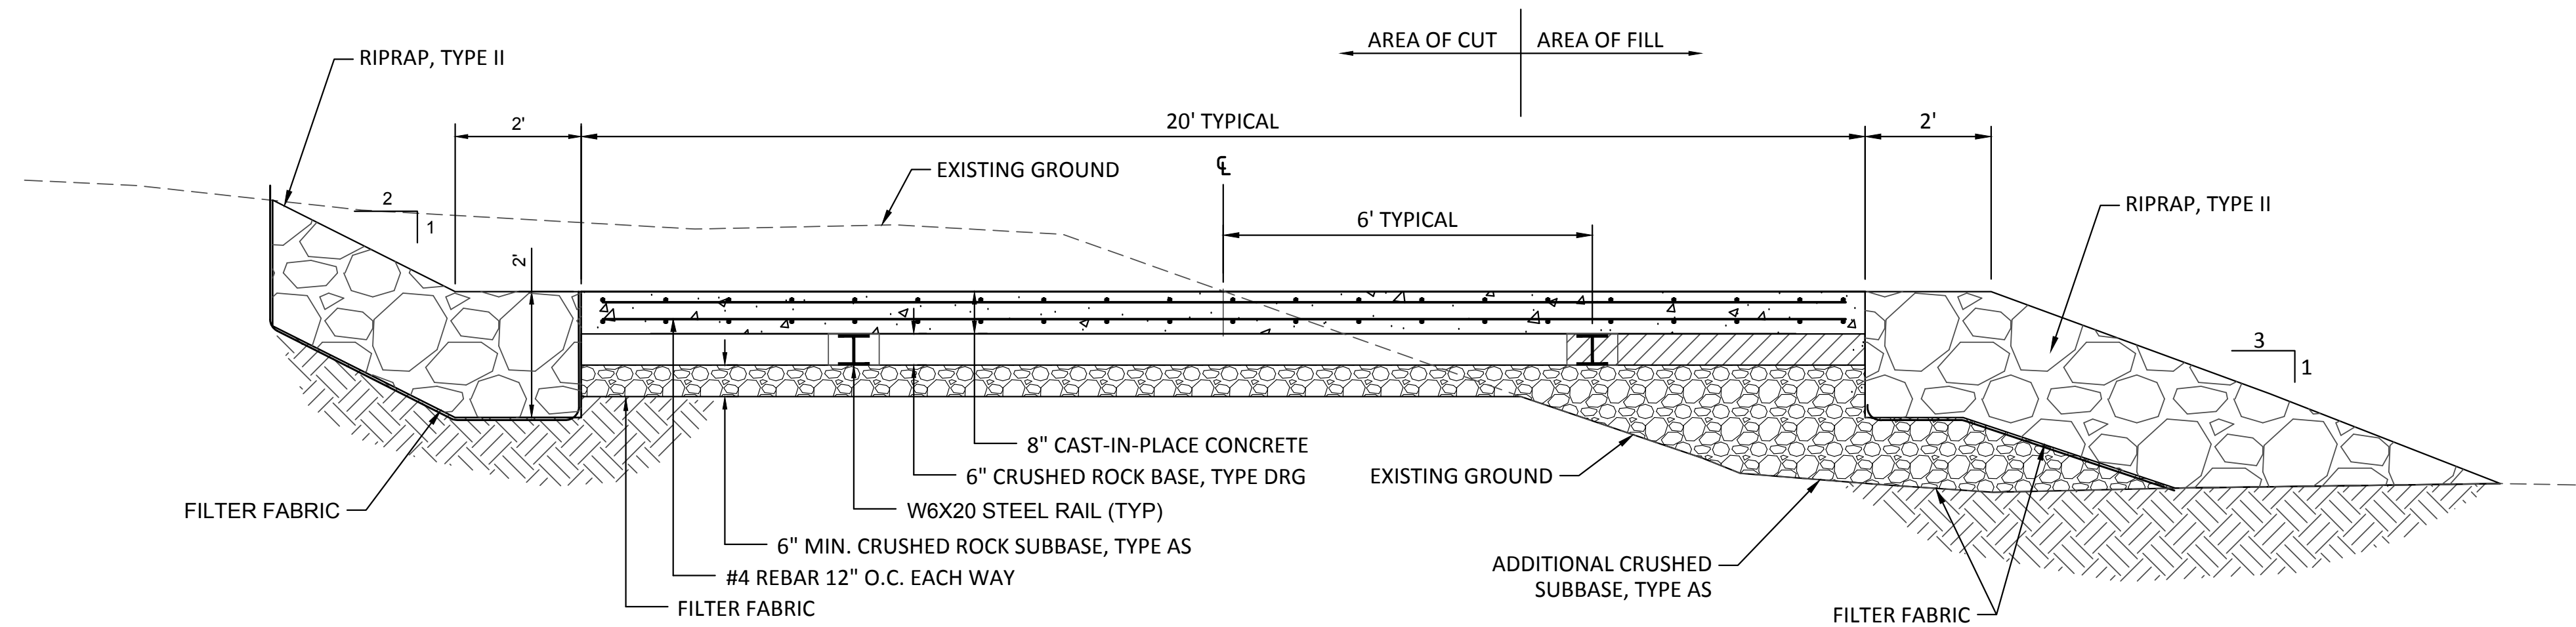 AREA OF CUT
AREA OF FILL
RIPRAP, TYPE II
2'
20' TYPICAL
2'
℄
EXISTING GROUND
2
1
6' TYPICAL
RIPRAP, TYPE II
2'
3
1
8" CAST-IN-PLACE CONCRETE
6" CRUSHED ROCK BASE, TYPE DRG
EXISTING GROUND
FILTER FABRIC
W6X20 STEEL RAIL (TYP)
6" MIN. CRUSHED ROCK SUBBASE, TYPE AS
#4 REBAR 12" O.C. EACH WAY
FILTER FABRIC
ADDITIONAL CRUSHED
SUBBASE, TYPE AS
FILTER FABRIC